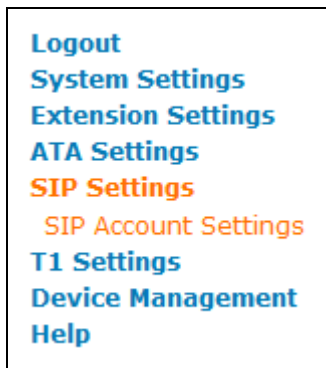 Logout
System Settings
Extension Settings
ATA Settings
SIP Settings
SIP Account Settings
T1 Settings
Device Management
Help